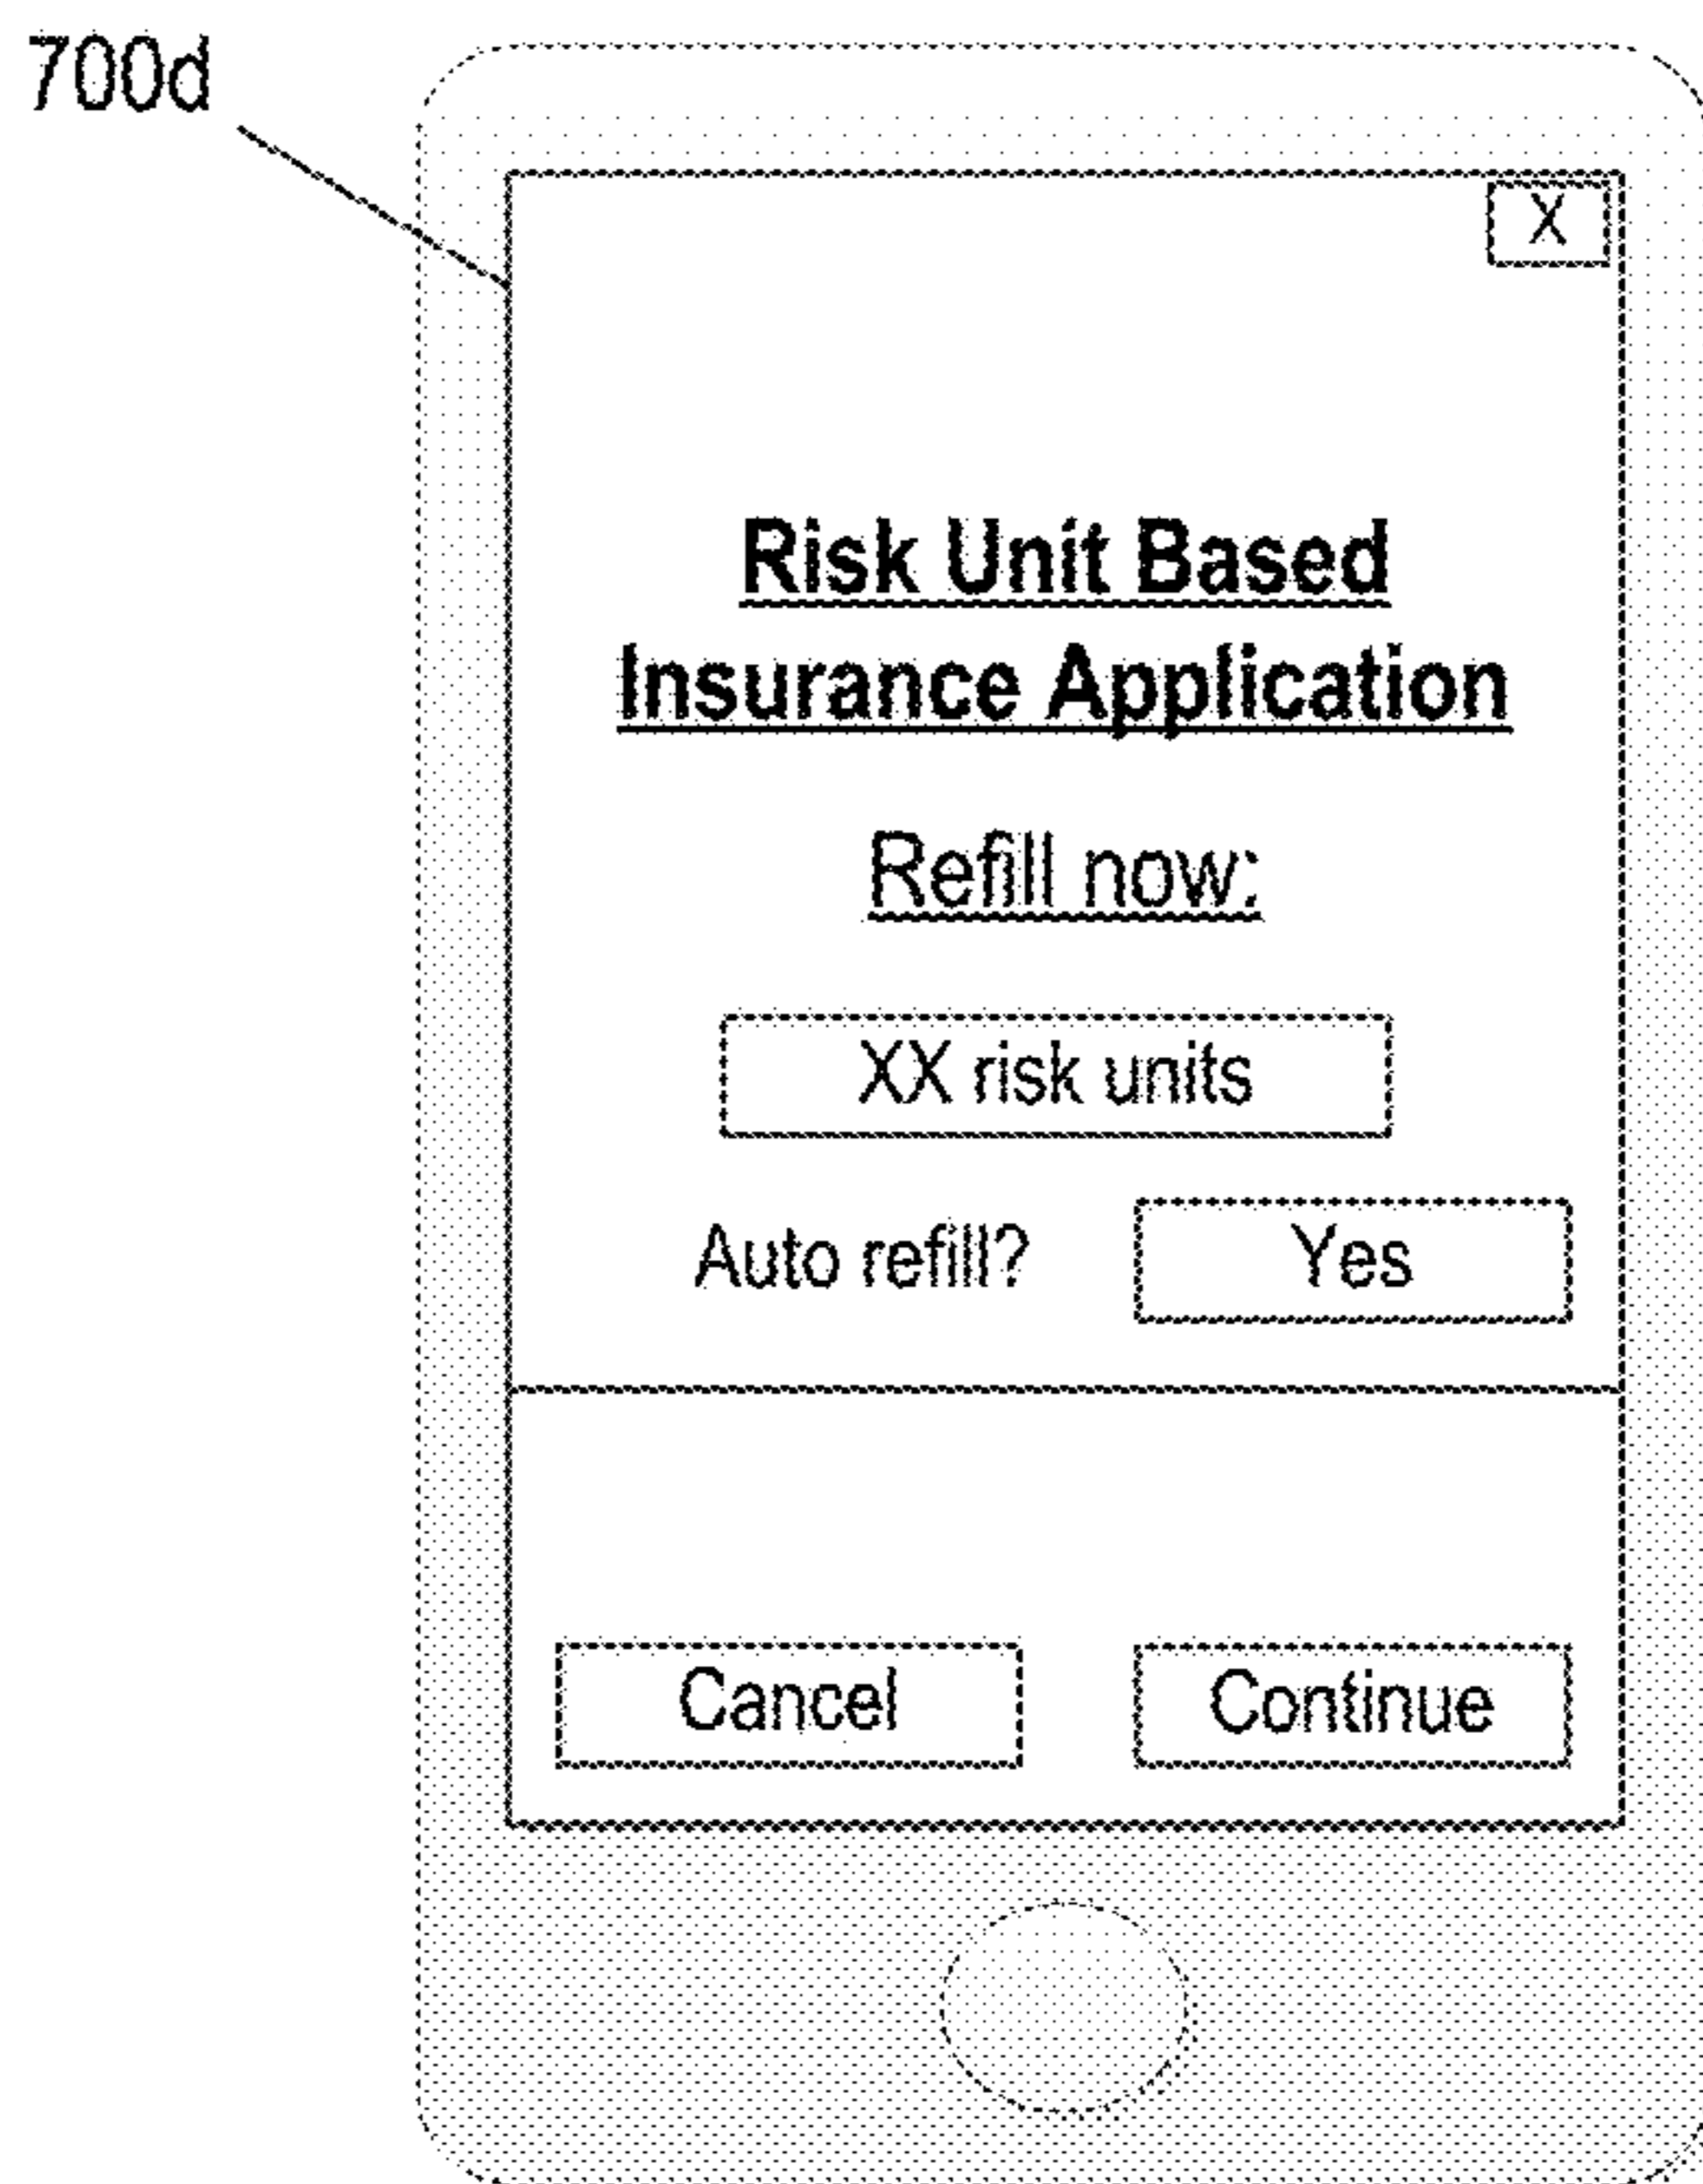 700d
X
Risk Unit Based
Insurance Application
Refill now:
XX risk units
Auto refill? Yes
Cancel Continue